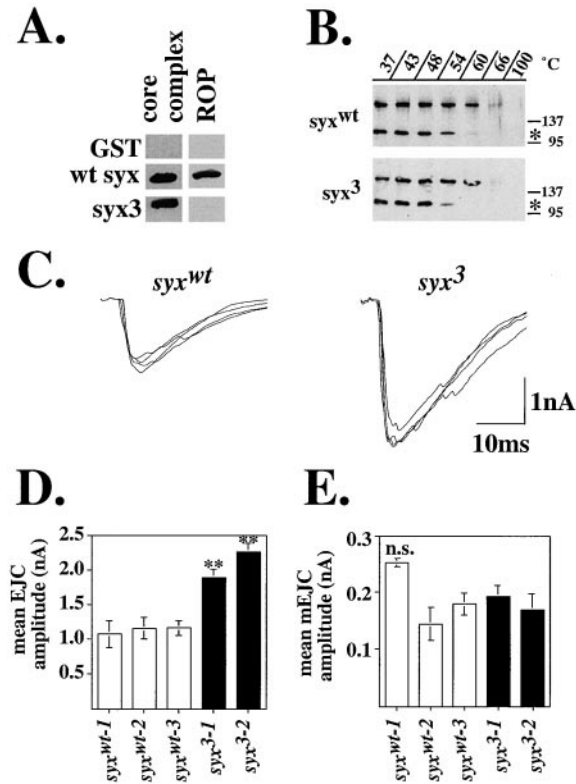 A.
core complex
ROP
GST
wt syx
syx3
B.
37 43 48 54 60 66 100 °C
syxwt
137
*
95
syx3
137
*
95
C.
syxwt
syx3
1nA
10ms
D.
mean EJC amplitude (nA)
2.5
2.0
1.5
1.0
0.5
**
**
syxwt-1
syxwt-2
syxwt-3
syx3-1
syx3-2
E.
mean mEJC amplitude (nA)
0.3
0.2
0.1
n.s.
syxwt-1
syxwt-2
syxwt-3
syx3-1
syx3-2